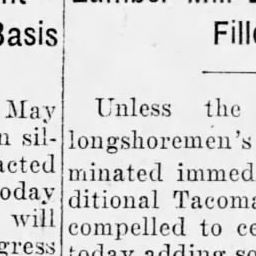 Basis
May
n sil-
acted
oday
will
gress
Fille
Unless the
longshoremen's
minated immed
ditional Tacoma
compelled to ce
today adding so